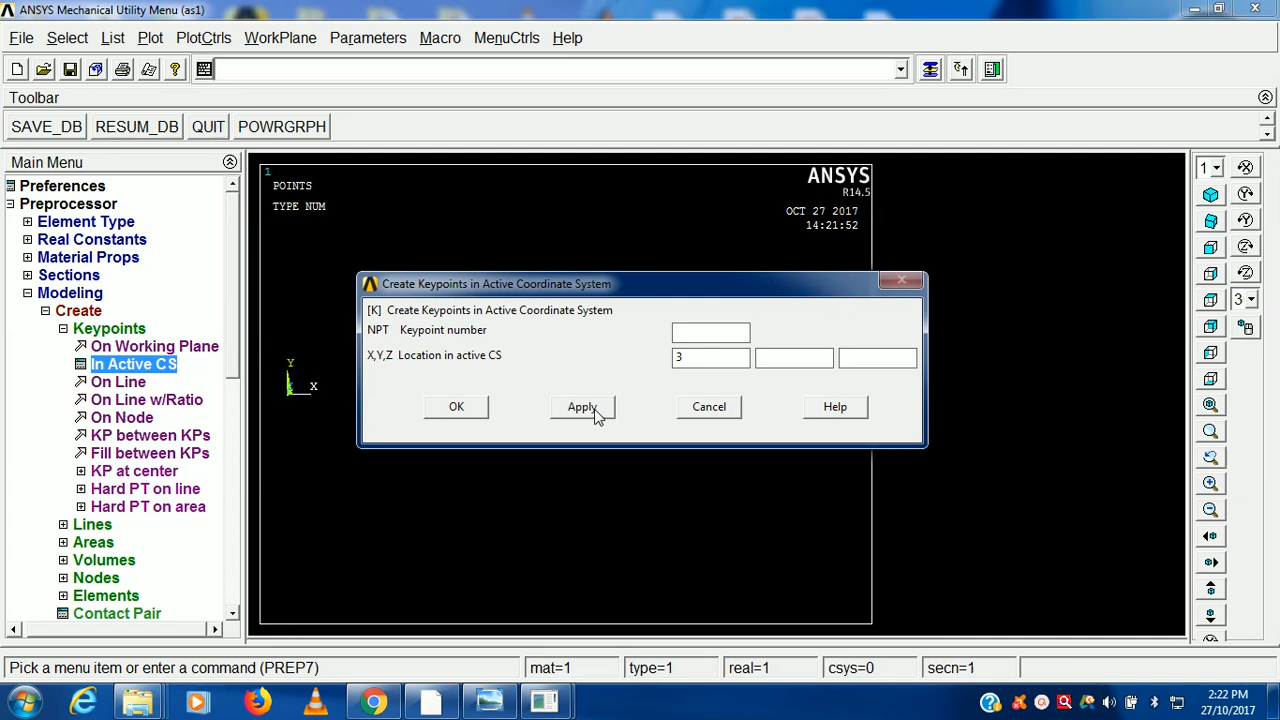 ANSYS Mechanical Utility Menu (as1)
File Select List Plot PlotCtrls WorkPlane Parameters Macro MenuCtrls Help
Toolbar
SAVE_DB RESUM_DB QUIT POWRGRPH
Main Menu
Preferences
Preprocessor
Element Type
Real Constants
Material Props
Sections
Modeling
Create
Keypoints
On Working Plane
In Active CS
On Line
On Line w/Ratio
On Node
KP between KPs
Fill between KPs
KP at center
Hard PT on line
Hard PT on area
Lines
Areas
Volumes
Nodes
Elements
Contact Pair
1
POINTS
TYPE NUM
ANSYS
R14.5
OCT 27 2017
14:21:52
Y
X
Create Keypoints in Active Coordinate System
[K] Create Keypoints in Active Coordinate System
NPT Keypoint number
X,Y,Z Location in active CS 3
OK Apply Cancel Help
1
3
Pick a menu item or enter a command (PREP7) mat=1 type=1 real=1 csys=0 secn=1
2:22 PM
27/10/2017